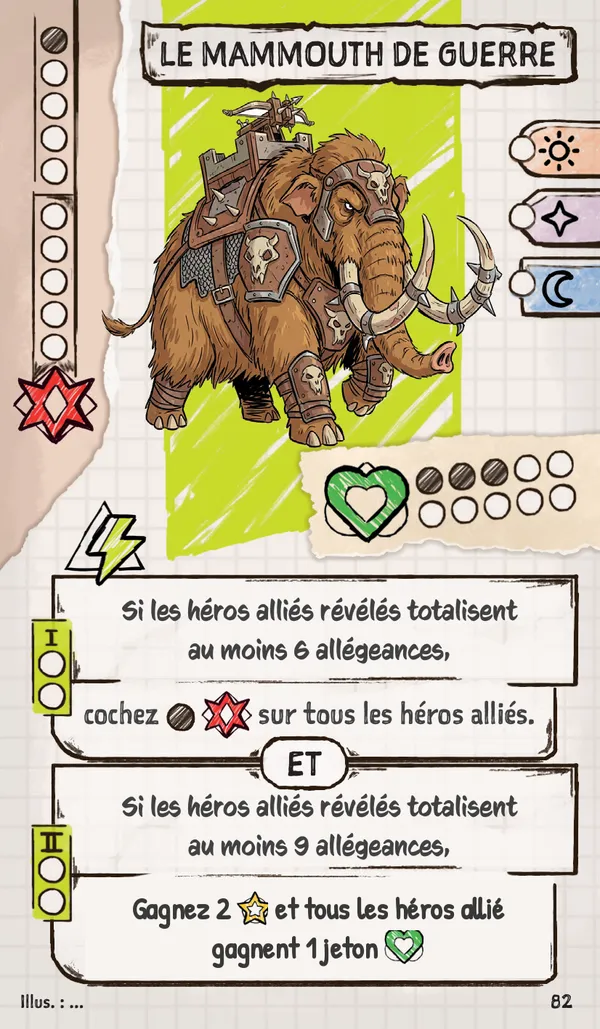 LE MAMMOUTH DE GUERRE
Si les héros alliés révélés totalisent
au moins 6 allégeances,
I
cochez sur tous les héros alliés.
ET
Si les héros alliés révélés totalisent
au moins 9 allégeances,
II
Gagnez 2 et tous les héros allié
gagnent 1 jeton
Illus. : ...
82